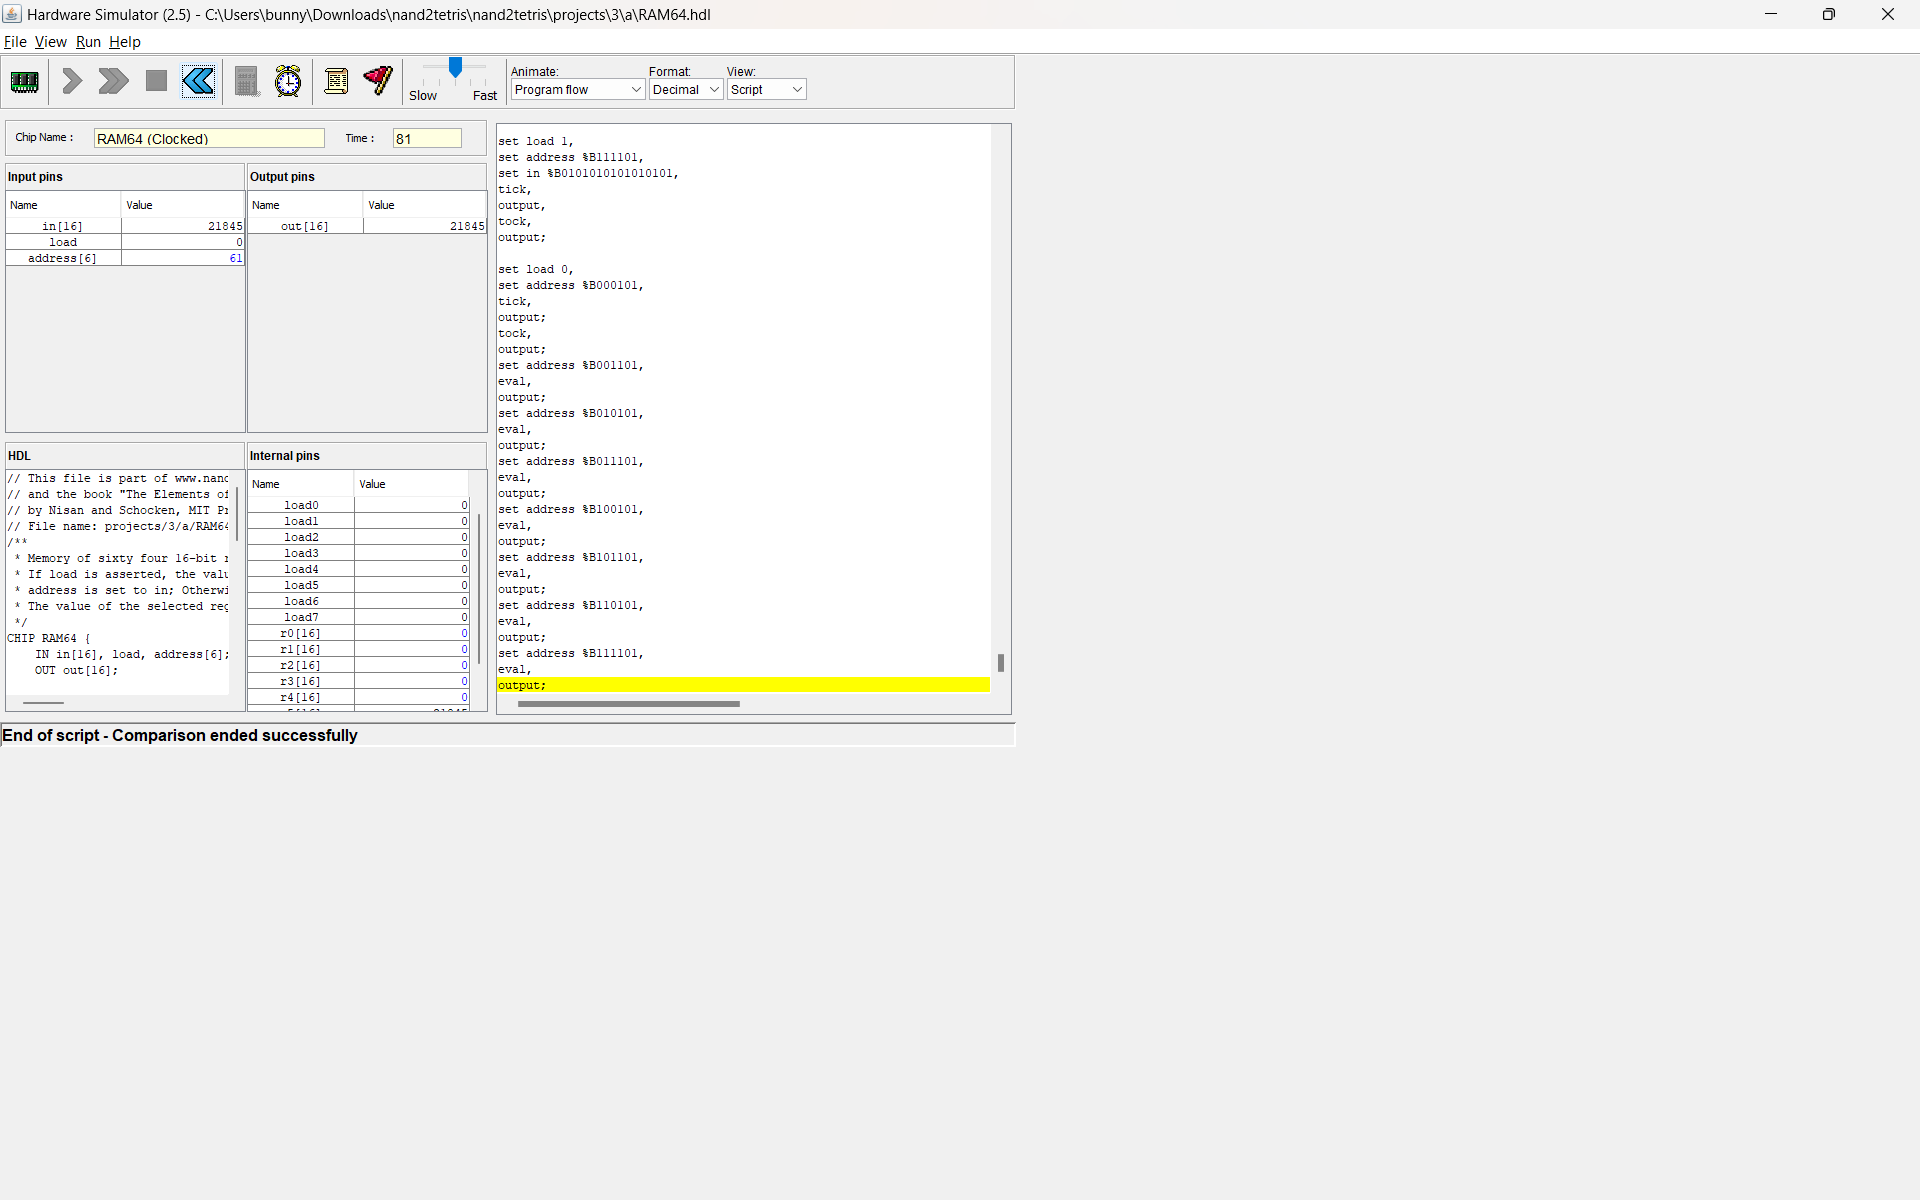 Hardware Simulator (2.5) - C:\Users\bunny\Downloads\nand2tetris\nand2tetris\projects\3\a\RAM64.hdl
File View Run Help
Slow Fast
Animate: Format: View:
Program flow Decimal Script
Chip Name : RAM64 (Clocked) Time : 81
Input pins
Name Value
in[16] 21845
load 0
address[6] 61
Output pins
Name Value
out[16] 21845
HDL
// This file is part of www.nand
// and the book "The Elements of
// by Nisan and Schocken, MIT Pr
// File name: projects/3/a/RAM64
/**
* Memory of sixty four 16-bit r
* If load is asserted, the valu
* address is set to in; Otherwi
* The value of the selected reg
*/
CHIP RAM64 {
IN in[16], load, address[6];
OUT out[16];
Internal pins
Name Value
load0 0
load1 0
load2 0
load3 0
load4 0
load5 0
load6 0
load7 0
r0[16] 0
r1[16] 0
r2[16] 0
r3[16] 0
r4[16] 0
set load 1,
set address %B111101,
set in %B0101010101010101,
tick,
output,
tock,
output;
set load 0,
set address %B000101,
tick,
output;
tock,
output;
set address %B001101,
eval,
output;
set address %B010101,
eval,
output;
set address %B011101,
eval,
output;
set address %B100101,
eval,
output;
set address %B101101,
eval,
output;
set address %B110101,
eval,
output;
set address %B111101,
eval,
output;
End of script - Comparison ended successfully